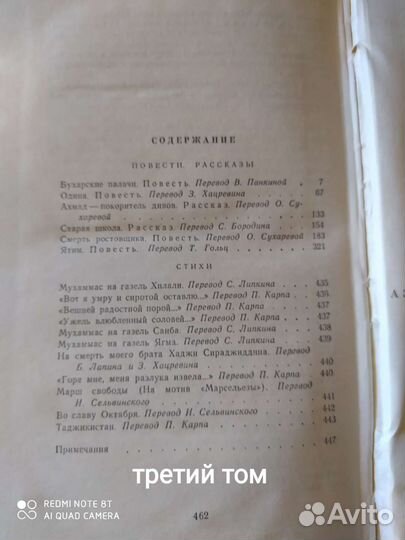 СОДЕРЖАНИЕ
ПОВЕСТИ. РАССКАЗЫ
Бухарские палачи. Повесть. Перевод В. Панкиной . 7
Одина. Повесть. Перевод З. Хацревина . . . . 67
Ахмад — покоритель дивов. Рассказ. Перевод О. Су-
харевой . . . . . . . . . . . . 133
Старая школа. Рассказ. Перевод С. Бородина . . 154
Смерть ростовщика. Повесть. Перевод О. Сухаревой 183
Ятим. Повесть. Перевод Т. Гольц . . . . . 321
СТИХИ
Мухаммас на газель Хилали. Перевод С. Липкина . . 435
«Вот я умру и сиротой оставлю...» Перевод П. Карпа . 436
«Вешней радостной порой...» Перевод П. Карпа . . 437
«Ужель влюбленный соловей...» Перевод П. Карпа . . 437
Мухаммас на газель Саиба. Перевод С. Липкина . . 438
Мухаммас на газель Ягма. Перевод С. Липкина . . 439
На смерть моего брата Хаджи Сираджиддина. Перевод
Б. Лапина и З. Хацревина . . . . . . 440
«Горе мне, меня разлука извела...» Перевод П. Карпа . 440
Марш свободы (На мотив «Марсельезы»). Перевод
И. Сельвинского . . . . . . . . . 441
Во славу Октября. Перевод И. Сельвинского . . . 442
Таджикистан. Перевод П. Карпа . . . . . 443
Примечания . . . . . . . . . . . 447
третий том
462
А З
REDMI NOTE 8T
AI QUAD CAMERA
Avito